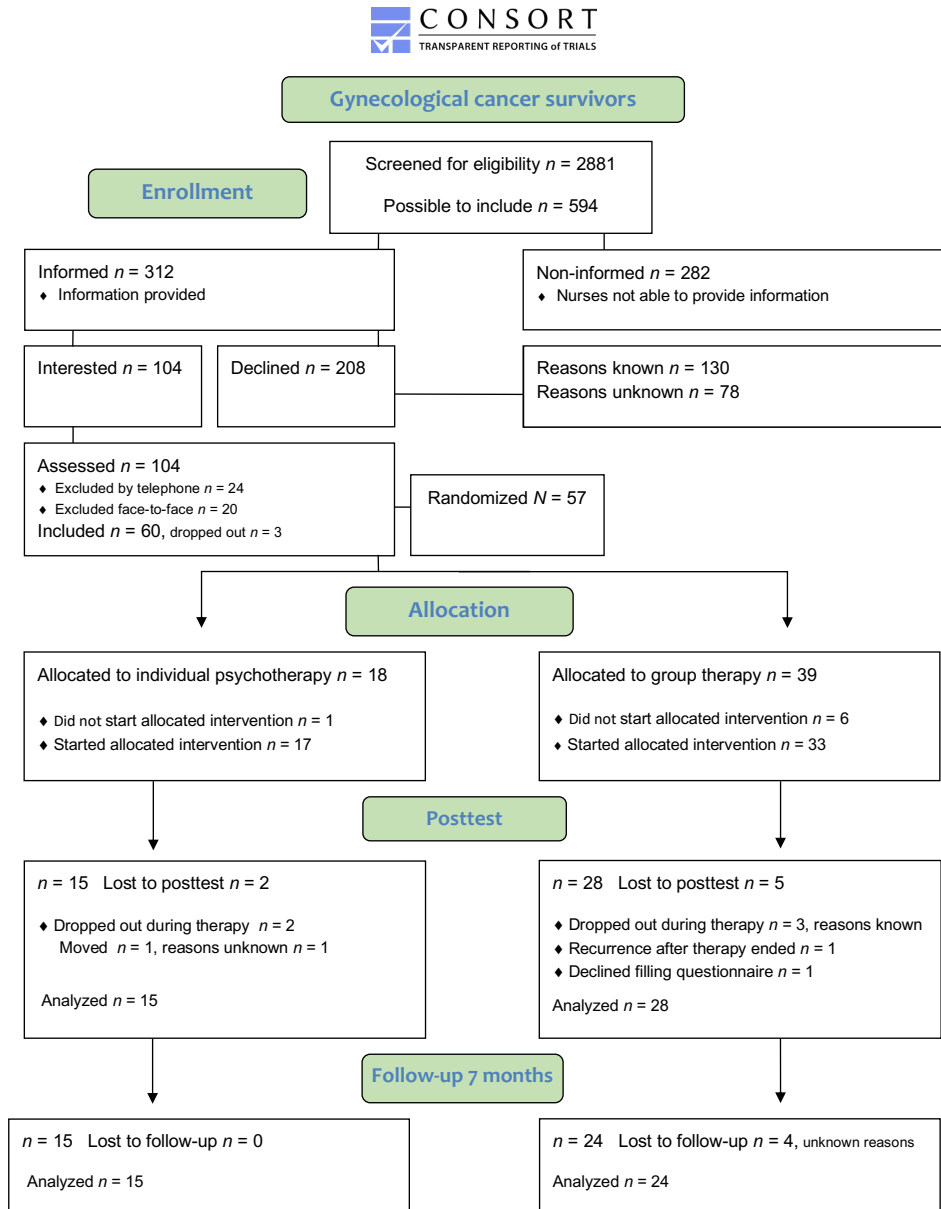 CONSORT
TRANSPARENT REPORTING of TRIALS
Gynecological cancer survivors
Screened for eligibility n = 2881
Possible to include n = 594
Enrollment
Informed n = 312
♦ Information provided
Non-informed n = 282
♦ Nurses not able to provide information
Interested n = 104
Declined n = 208
Reasons known n = 130
Reasons unknown n = 78
Assessed n = 104
♦ Excluded by telephone n = 24
♦ Excluded face-to-face n = 20
Included n = 60, dropped out n = 3
Randomized N = 57
Allocation
Allocated to individual psychotherapy n = 18
♦ Did not start allocated intervention n = 1
♦ Started allocated intervention n = 17
Allocated to group therapy n = 39
♦ Did not start allocated intervention n = 6
♦ Started allocated intervention n = 33
Posttest
n = 15 Lost to posttest n = 2
♦ Dropped out during therapy n = 2
Moved n = 1, reasons unknown n = 1
Analyzed n = 15
n = 28 Lost to posttest n = 5
♦ Dropped out during therapy n = 3, reasons known
♦ Recurrence after therapy ended n = 1
♦ Declined filling questionnaire n = 1
Analyzed n = 28
Follow-up 7 months
n = 15 Lost to follow-up n = 0
Analyzed n = 15
n = 24 Lost to follow-up n = 4, unknown reasons
Analyzed n = 24